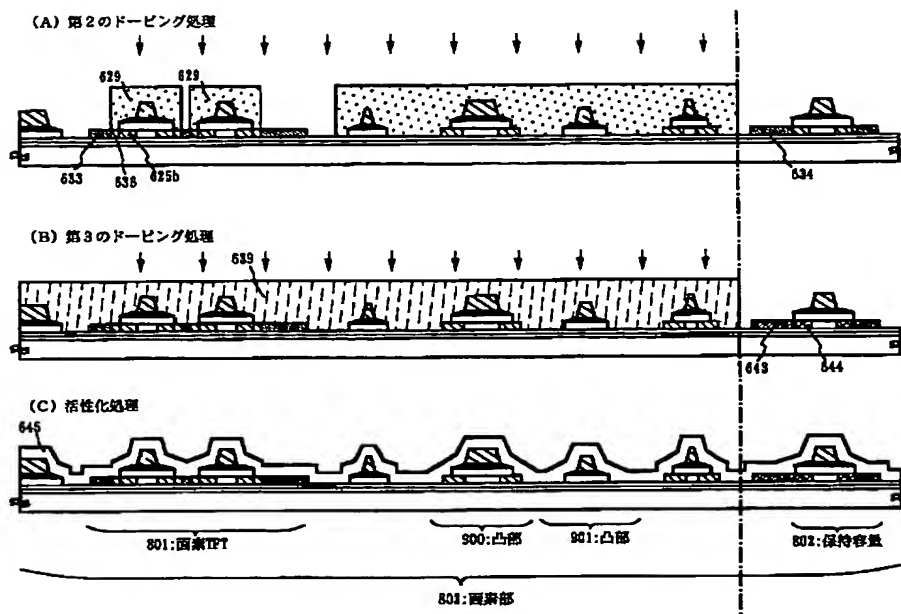 (A) 第2のドーピング処理
629 629
633 635 625b 634
(B) 第3のドーピング処理
639
643 644
(C) 活性化処理
645
801:画素TFT 900:凸部 901:凸部 802:保持容量
803:画素部